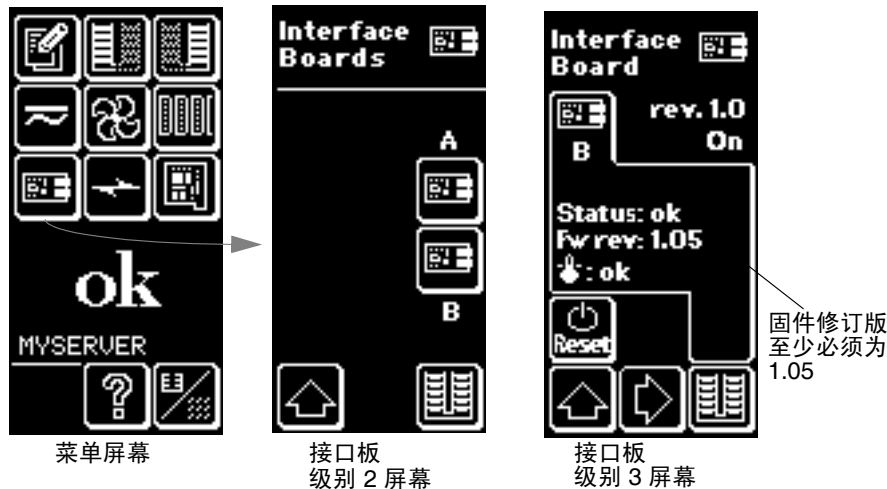 ok
MYSERVER
菜单屏幕
Interface
Boards
A
B
接口板
级别 2 屏幕
Interface
Board
rev. 1.0
On
B
Status: ok
Fw rev: 1.05
: ok
Reset
接口板
级别 3 屏幕
固件修订版
至少必须为
1.05